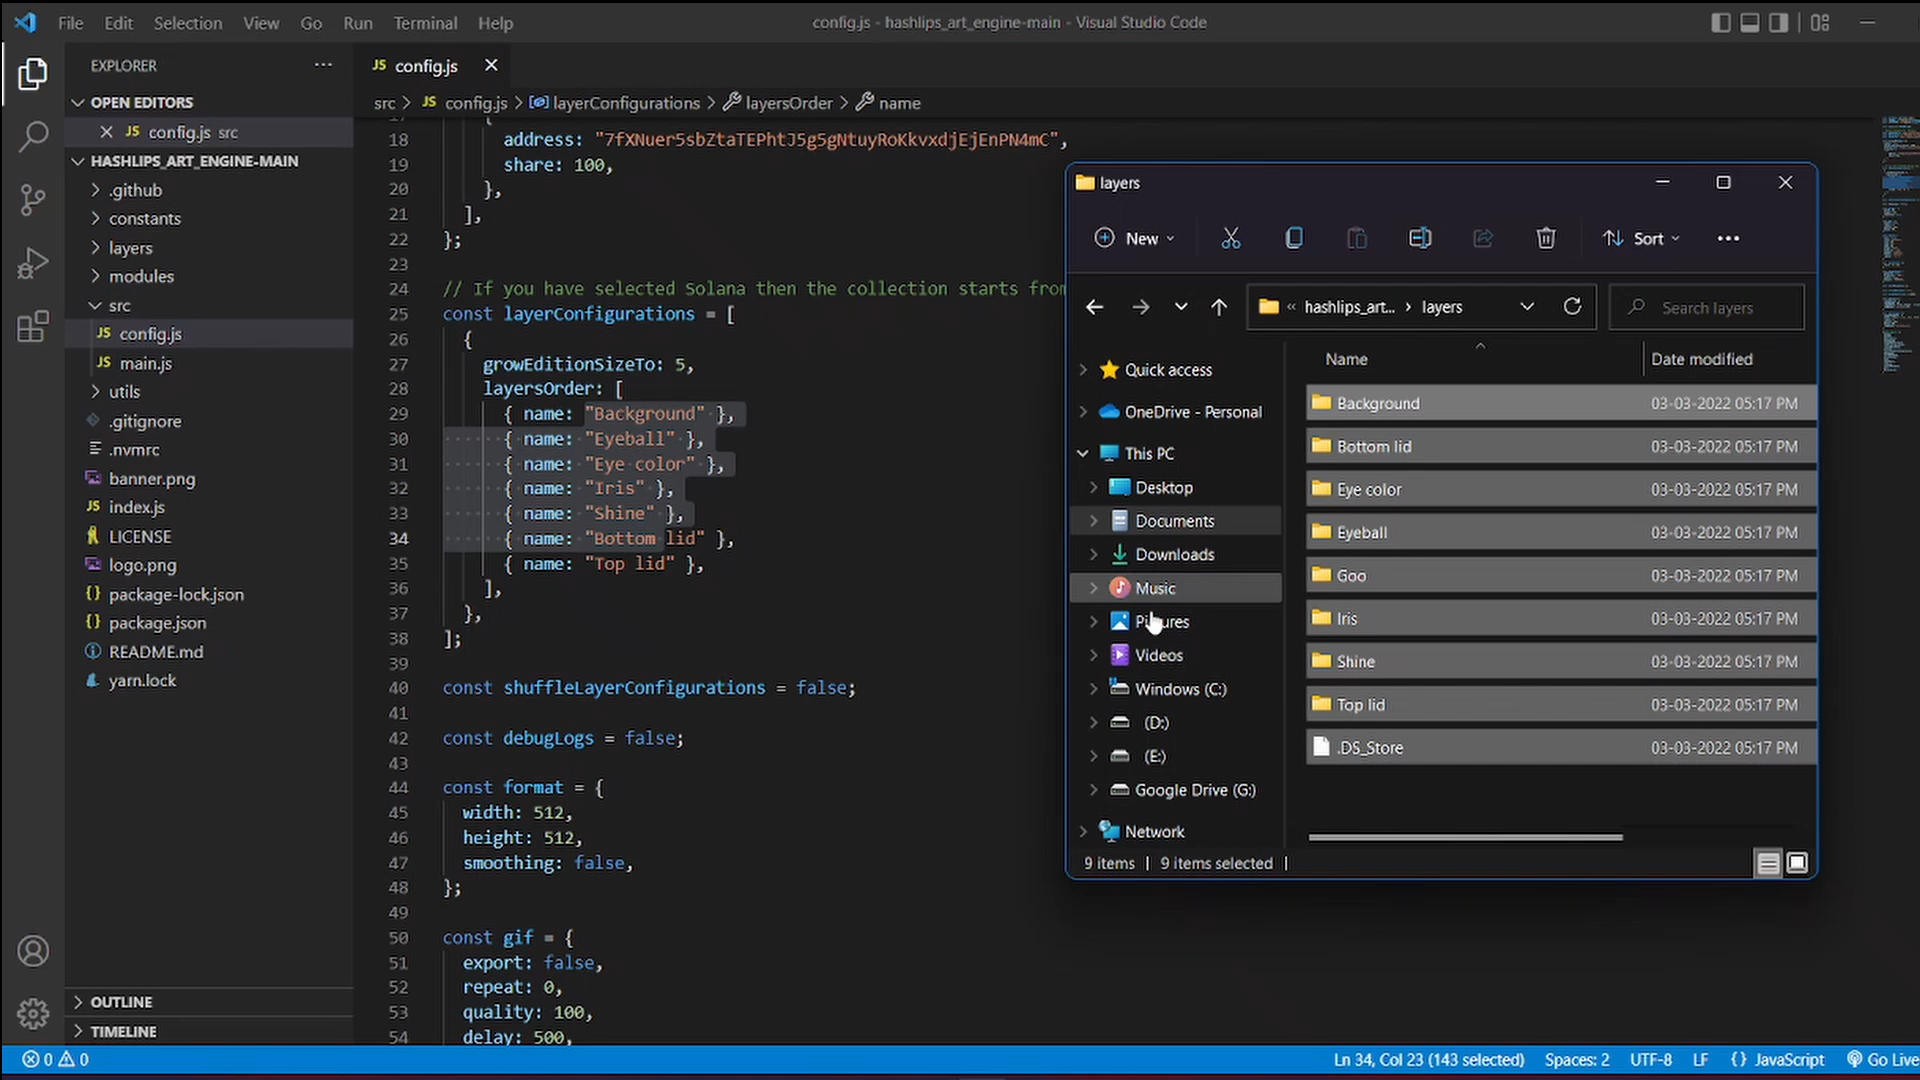 File Edit Selection View Go Run Terminal Help
config.js - hashlips_art_engine-main - Visual Studio Code
EXPLORER
OPEN EDITORS
config.js src
HASHLIPS_ART_ENGINE-MAIN
.github
constants
layers
modules
src
JS config.js
JS main.js
utils
.gitignore
.nvmrc
banner.png
JS index.js
LICENSE
logo.png
{} package-lock.json
{} package.json
README.md
yarn.lock
OUTLINE
TIMELINE
JS config.js
src > JS config.js > layerConfigurations > layersOrder > name
{
18 address: "7fXNuer5sbZtaTEPhtJ5g5gNtuyRoKkvxdjEjEnPN4mC",
19 share: 100,
20 },
21 ],
22 };
23
24 // If you have selected Solana then the collection starts from
25 const layerConfigurations = [
26 {
27 growEditionSizeTo: 5,
28 layersOrder: [
29 { name: "Background" },
30 { name: "Eyeball" },
31 { name: "Eye color" },
32 { name: "Iris" },
33 { name: "Shine" },
34 { name: "Bottom lid" },
35 { name: "Top lid" },
36 ],
37 },
38 ];
39
40 const shuffleLayerConfigurations = false;
41
42 const debugLogs = false;
43
44 const format = {
45 width: 512,
46 height: 512,
47 smoothing: false,
48 };
49
50 const gif = {
51 export: false,
52 repeat: 0,
53 quality: 100,
54 delay: 500,
layers
New Sort
« hashlips_art... > layers
Search layers
Quick access
OneDrive - Personal
This PC
Desktop
Documents
Downloads
Music
Videos
Windows (C:)
(D:)
(E:)
Google Drive (G:)
Network
Name Date modified
Background 03-03-2022 05:17 PM
Bottom lid 03-03-2022 05:17 PM
Eye color 03-03-2022 05:17 PM
Eyeball 03-03-2022 05:17 PM
Goo 03-03-2022 05:17 PM
Iris 03-03-2022 05:17 PM
Shine 03-03-2022 05:17 PM
Top lid 03-03-2022 05:17 PM
.DS_Store 03-03-2022 05:17 PM
9 items 9 items selected
0 0
Ln 34, Col 23 (143 selected) Spaces: 2 UTF-8 LF {} JavaScript Go Live